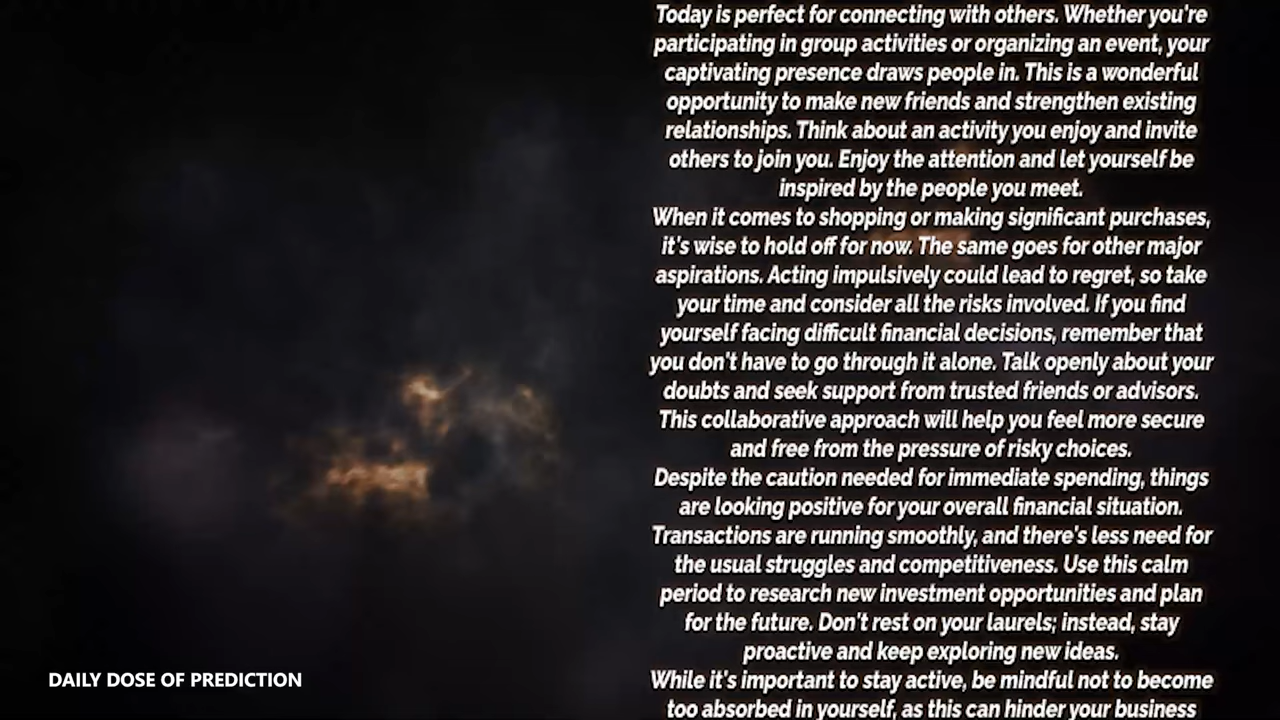 Today is perfect for connecting with others. Whether you're
participating in group activities or organizing an event, your
captivating presence draws people in. This is a wonderful
opportunity to make new friends and strengthen existing
relationships. Think about an activity you enjoy and invite
others to join you. Enjoy the attention and let yourself be
inspired by the people you meet.
When it comes to shopping or making significant purchases,
it's wise to hold off for now. The same goes for other major
aspirations. Acting impulsively could lead to regret, so take
your time and consider all the risks involved. If you find
yourself facing difficult financial decisions, remember that
you don't have to go through it alone. Talk openly about your
doubts and seek support from trusted friends or advisors.
This collaborative approach will help you feel more secure
and free from the pressure of risky choices.
Despite the caution needed for immediate spending, things
are looking positive for your overall financial situation.
Transactions are running smoothly, and there's less need for
the usual struggles and competitiveness. Use this calm
period to research new investment opportunities and plan
for the future. Don't rest on your laurels; instead, stay
proactive and keep exploring new ideas.
While it's important to stay active, be mindful not to become
too absorbed in yourself, as this can hinder your business
DAILY DOSE OF PREDICTION